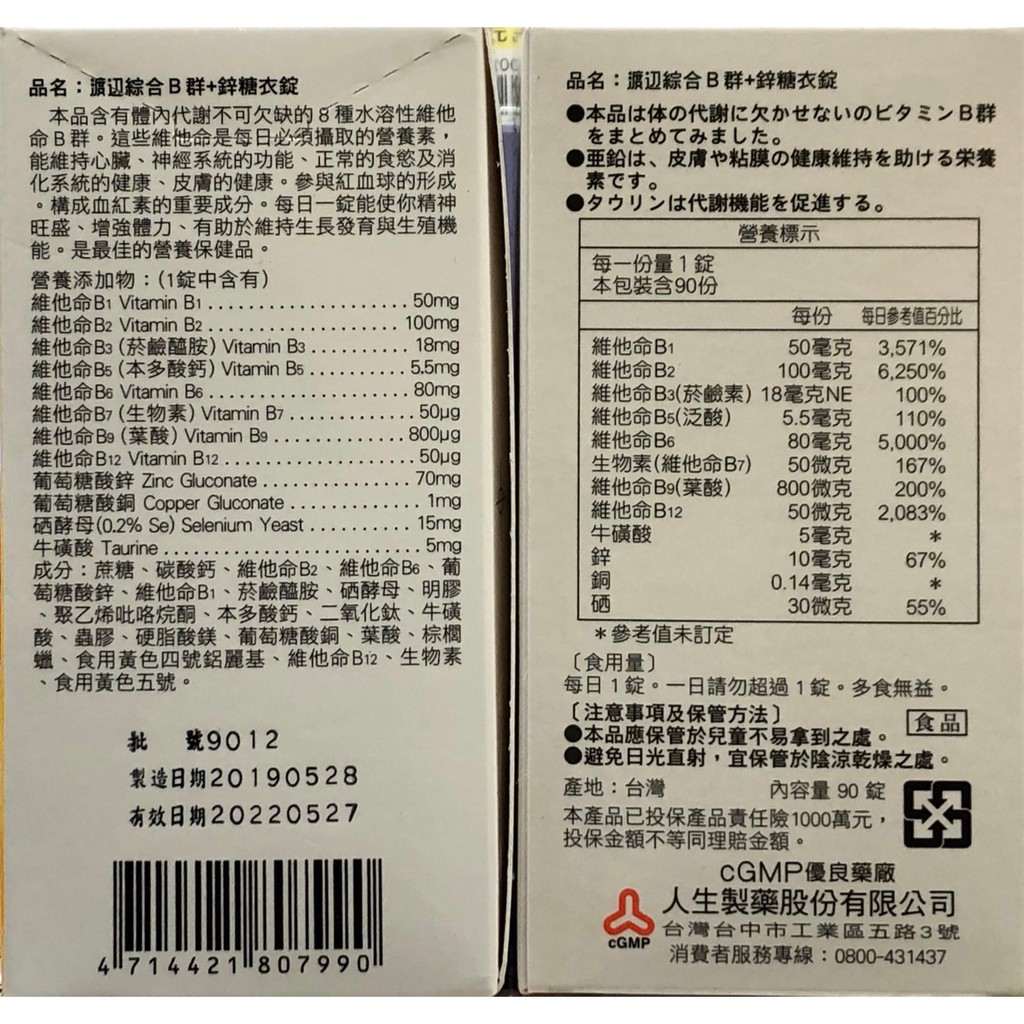 品名：渡辺綜合B群+鋅糖衣錠
本品含有體內代謝不可欠缺的8種水溶性維他
命B群。這些維他命是每日必須攝取的營養素，
能維持心臟、神經系統的功能、正常的食慾及消
化系統的健康、皮膚的健康。參與紅血球的形成
。構成血紅素的重要成分。每日一錠能使你精神
旺盛、增強體力、有助於維持生長發育與生殖機
能。是最佳的營養保健品。
營養添加物：(1錠中含有)
維他命B1 Vitamin B1 ........................ 50mg
維他命B2 Vitamin B2 ........................ 100mg
維他命B3 (菸鹼醯胺) Vitamin B3 ............ 18mg
維他命B5 (本多酸鈣) Vitamin B5 ............ 5.5mg
維他命B6 Vitamin B6 ........................ 80mg
維他命B7 (生物素) Vitamin B7 .............. 50μg
維他命B9 (葉酸) Vitamin B9 ................ 800μg
維他命B12 Vitamin B12 ...................... 50μg
葡萄糖酸鋅 Zinc Gluconate .................. 70mg
葡萄糖酸銅 Copper Gluconate ................ 1mg
硒酵母(0.2% Se) Selenium Yeast ............ 15mg
牛磺酸 Taurine ............................. 5mg
成分：蔗糖、碳酸鈣、維他命B2、維他命B6、葡
萄糖酸鋅、維他命B1、菸鹼醯胺、硒酵母、明膠
、聚乙烯吡咯烷酮、本多酸鈣、二氧化鈦、牛磺
酸、蟲膠、硬脂酸鎂、葡萄糖酸銅、葉酸、棕櫚
蠟、食用黃色四號鋁麗基、維他命B12、生物素
、食用黃色五號。
批 號9012
製造日期20190528
有效日期20220527
4 714421 807990
品名：渡辺綜合B群+鋅糖衣錠
●本品は体の代謝に欠かせないのビタミンB群
をまとめてみました。
●亜鉛は、皮膚や粘膜の健康維持を助ける栄養
素です。
●タウリンは代謝機能を促進する。
營養標示
每一份量1錠
本包裝含90份
每份 每日參考值百分比
維他命B1 50毫克 3,571%
維他命B2 100毫克 6,250%
維他命B3(菸鹼素) 18毫克NE 100%
維他命B5(泛酸) 5.5毫克 110%
維他命B6 80毫克 5,000%
生物素(維他命B7) 50微克 167%
維他命B9(葉酸) 800微克 200%
維他命B12 50微克 2,083%
牛磺酸 5毫克 *
鋅 10毫克 67%
銅 0.14毫克 *
硒 30微克 55%
*參考值未訂定
〔食用量〕
每日1錠。一日請勿超過1錠。多食無益。
〔注意事項及保管方法〕 食品
●本品應保管於兒童不易拿到之處。
●避免日光直射，宜保管於陰涼乾燥之處。
產地：台灣 內容量 90 錠
本產品已投保產品責任險1000萬元，
投保金額不等同理賠金額。
cGMP優良藥廠
cGMP
人生製藥股份有限公司
台灣台中市工業區五路3號
消費者服務專線：0800-431437